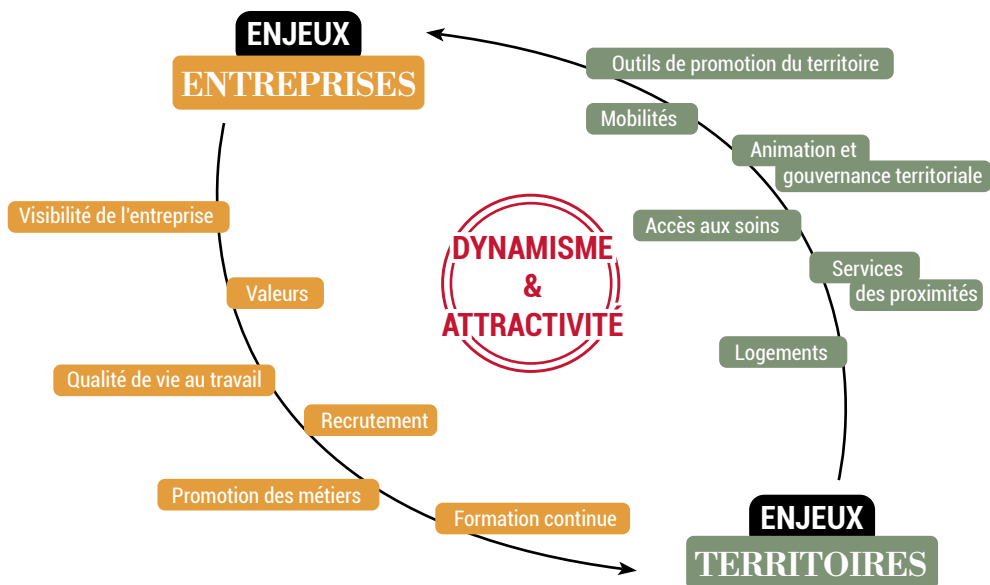 ENJEUX
ENTREPRISES
Visibilité de l'entreprise
Valeurs
Qualité de vie au travail
Recrutement
Promotion des métiers
Formation continue
DYNAMISME
&
ATTRACTIVITÉ
Outils de promotion du territoire
Mobilités
Animation et
gouvernance territoriale
Accès aux soins
Services
des proximités
Logements
ENJEUX
TERRITOIRES